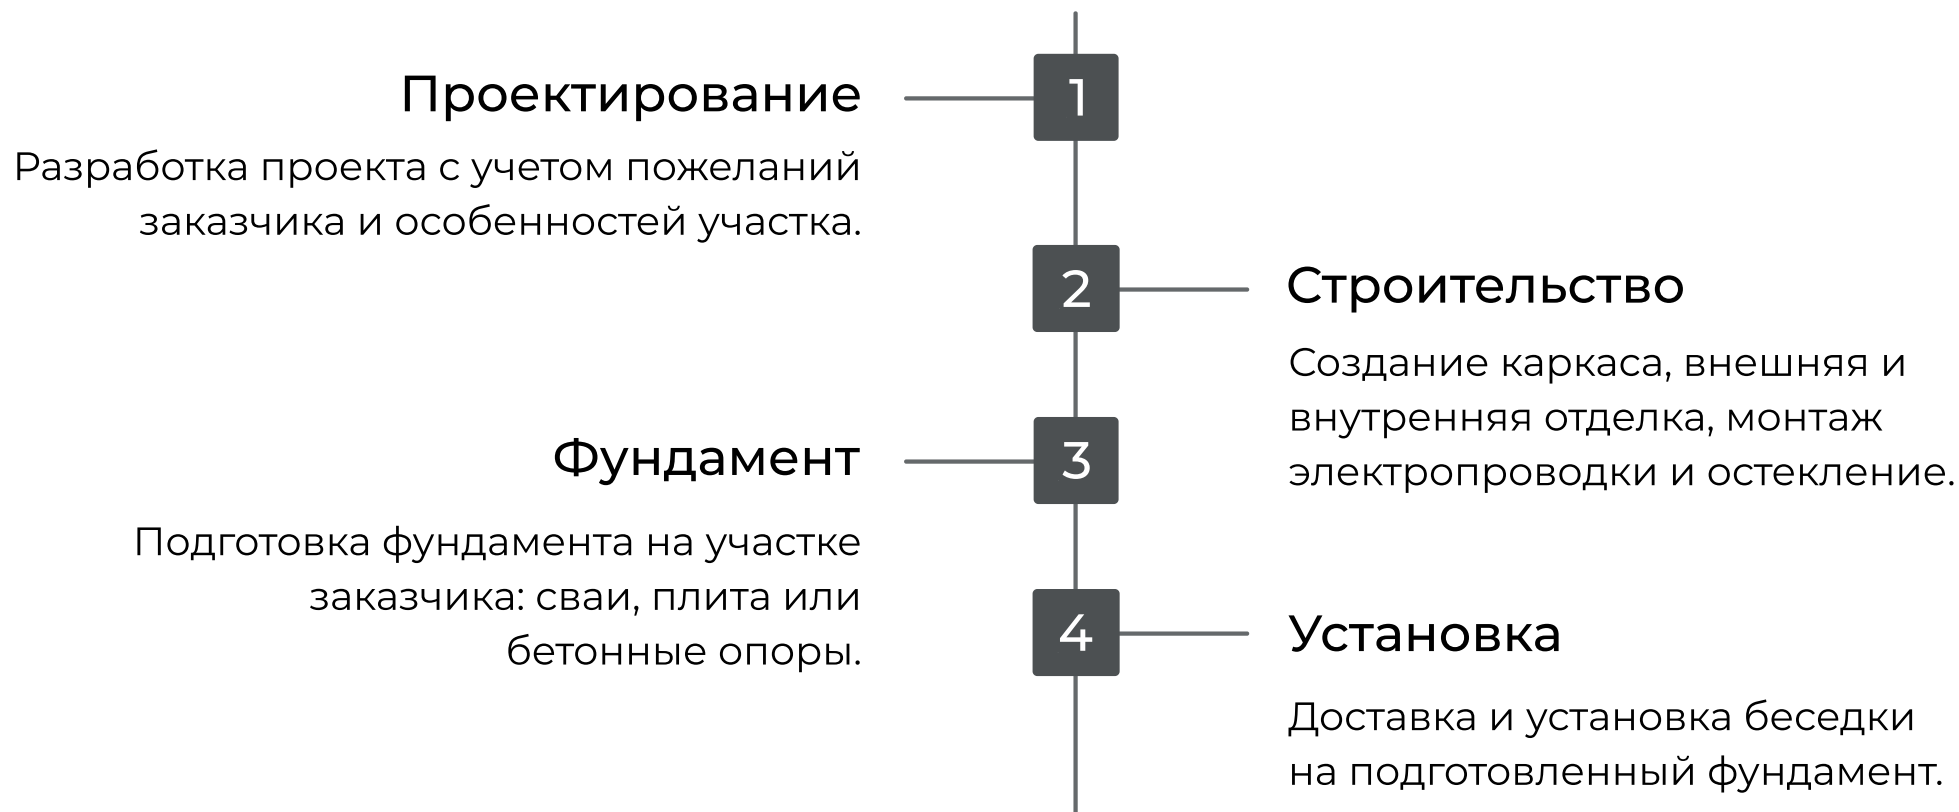 1
Проектирование
Разработка проекта с учетом пожеланий
заказчика и особенностей участка.
2
Строительство
Создание каркаса, внешняя и
внутренняя отделка, монтаж
электропроводки и остекление.
3
Фундамент
Подготовка фундамента на участке
заказчика: сваи, плита или
бетонные опоры.
4
Установка
Доставка и установка беседки
на подготовленный фундамент.